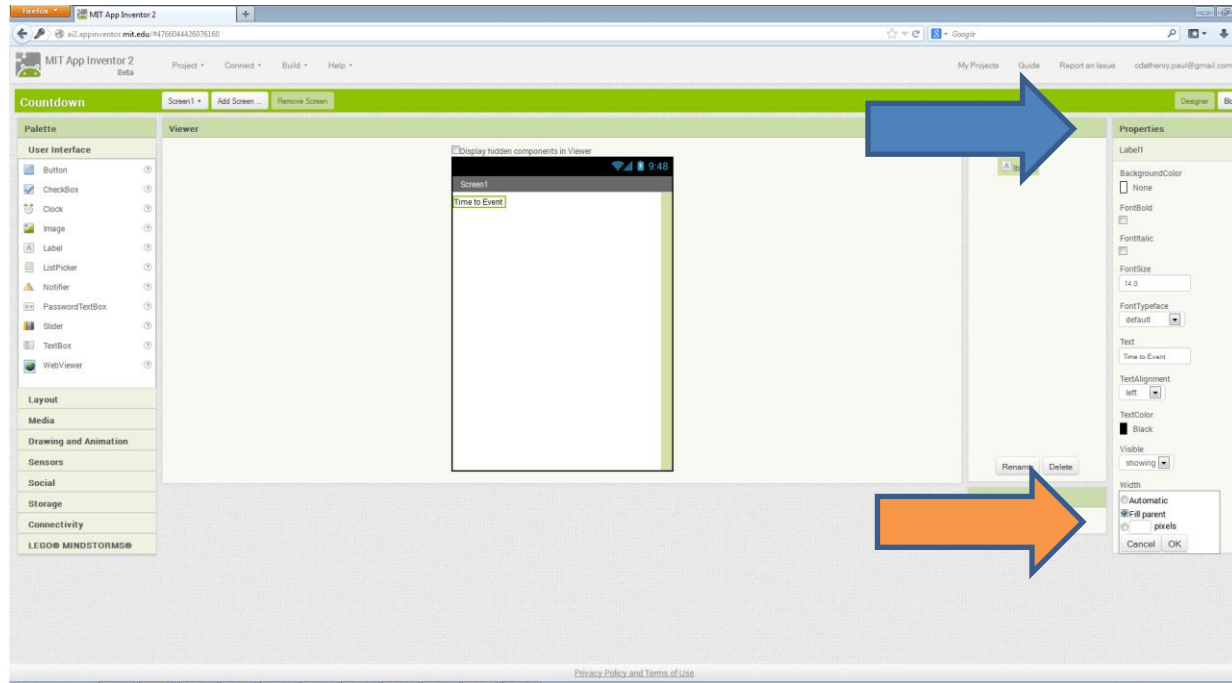 Firefox
MIT App Inventor 2
+
ai2.appinventor.mit.edu/#4766044426076160
Google
MIT App Inventor 2
Beta
Project
Connect
Build
Help
My Projects
Guide
Report an Issue
cdathenry.paul@gmail.com
Countdown
Screen1
Add Screen ...
Remove Screen
Designer
Palette
Viewer
Properties
User Interface
Button
CheckBox
Clock
Image
Label
ListPicker
Notifier
PasswordTextBox
Slider
TextBox
WebViewer
Layout
Media
Drawing and Animation
Sensors
Social
Storage
Connectivity
LEGO® MINDSTORMS®
Display hidden components in Viewer
9:48
Screen1
Time to Event
Rename
Delete
Label1
BackgroundColor
None
FontBold
FontItalic
FontSize
14.0
FontTypeface
default
Text
Time to Event
TextAlignment
left
TextColor
Black
Visible
showing
Width
Automatic
Fill parent
pixels
Cancel
OK
Privacy Policy and Terms of Use